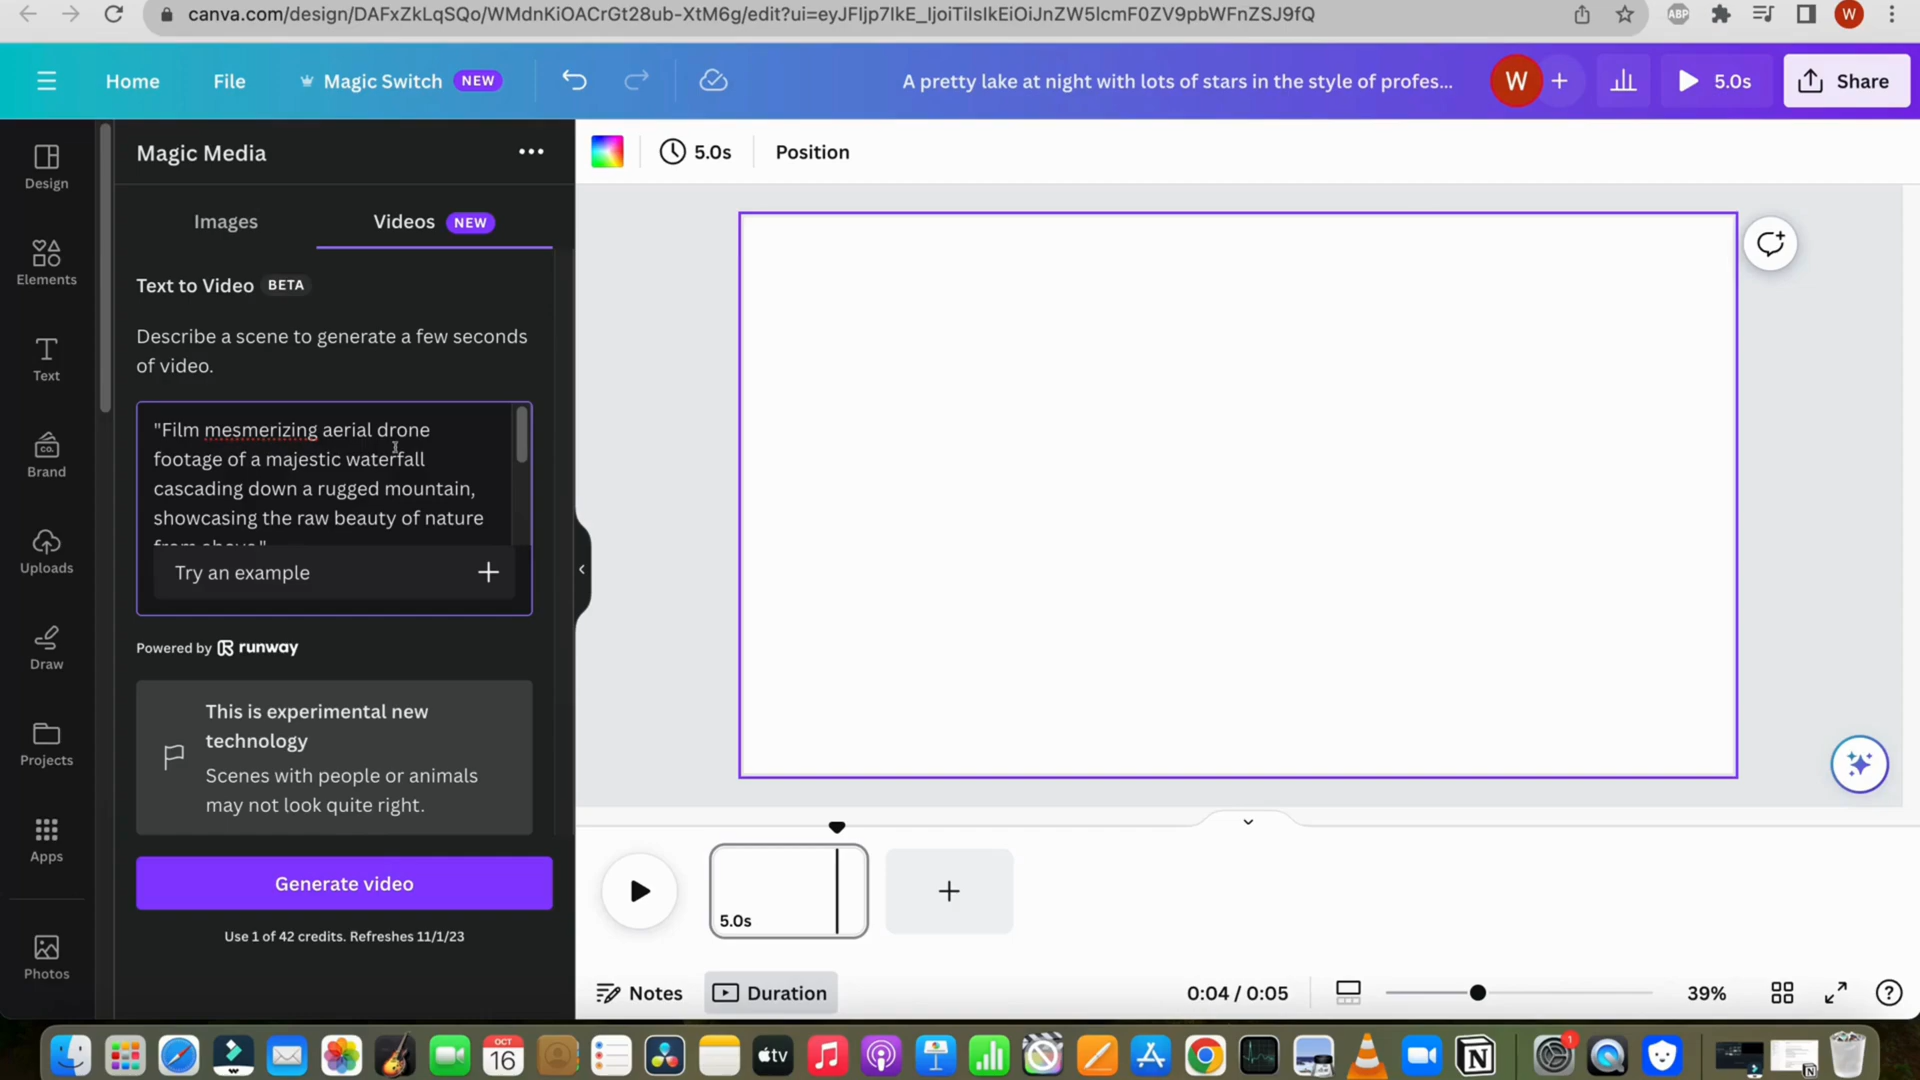 canva.com/design/DAFxZkLqSQo/WMdnKiOACrGt28ub-XtM6g/edit?ui=eyJFIjp7IkE_IjoiTilsIkEiOiJnZW5lcmF0ZV9pbWFnZSJ9fQ
ABP
W
Home
File
Magic Switch NEW
A pretty lake at night with lots of stars in the style of profes...
W
5.0s
Share
Magic Media
5.0s
Position
Design
Elements
Text
Brand
Uploads
Draw
Projects
Apps
Photos
Images
Videos NEW
Text to Video BETA
Describe a scene to generate a few seconds
of video.
"Film mesmerizing aerial drone
footage of a majestic waterfall
cascading down a rugged mountain,
showcasing the raw beauty of nature
from above"
Try an example
Powered by runway
This is experimental new
technology
Scenes with people or animals
may not look quite right.
Generate video
Use 1 of 42 credits. Refreshes 11/1/23
5.0s
Notes
Duration
0:04 / 0:05
39%
OCT
16
tv
1